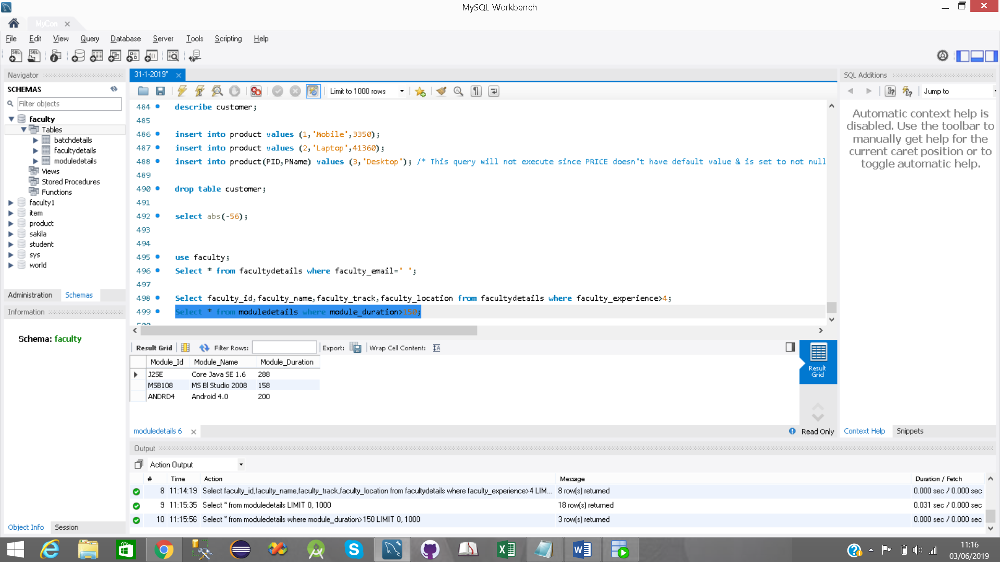 MySQL Workbench
MyCon
File Edit View Query Database Server Tools Scripting Help
Navigator
SCHEMAS
Filter objects
faculty
Tables
batchdetails
facultydetails
moduledetails
Views
Stored Procedures
Functions
faculty1
item
product
sakila
student
sys
world
Administration Schemas
Information
Schema: faculty
Object Info Session
31-1-2019*
Limit to 1000 rows
484 describe customer;
485
486 insert into product values (1,'Mobile',3350);
487 insert into product values (2,'Laptop',41360);
488 insert into product(PID,PName) values (3,'Desktop'); /* This query will not execute since PRICE doesn't have default value & is set to not null
489
490 drop table customer;
491
492 select abs(-56);
493
494
495 use faculty;
496 Select * from facultydetails where faculty_email=' ';
497
498 Select faculty_id,faculty_name,faculty_track,faculty_location from facultydetails where faculty_experience>4;
499 Select * from moduledetails where module_duration>150;
500
Result Grid Filter Rows: Export: Wrap Cell Content:
Module_Id Module_Name Module_Duration
J2SE Core Java SE 1.6 288
MSB108 MS BI Studio 2008 158
ANDRD4 Android 4.0 200
Result
Grid
moduledetails 6
Read Only
SQL Additions
Jump to
Automatic context help is
disabled. Use the toolbar to
manually get help for the
current caret position or to
toggle automatic help.
Context Help Snippets
Output
Action Output
# Time Action Message Duration / Fetch
8 11:14:19 Select faculty_id,faculty_name,faculty_track,faculty_location from facultydetails where faculty_experience>4 LIM... 8 row(s) returned 0.000 sec / 0.000 sec
9 11:15:35 Select * from moduledetails LIMIT 0, 1000 18 row(s) returned 0.031 sec / 0.000 sec
10 11:15:56 Select * from moduledetails where module_duration>150 LIMIT 0, 1000 3 row(s) returned 0.000 sec / 0.000 sec
11:16
03/06/2019